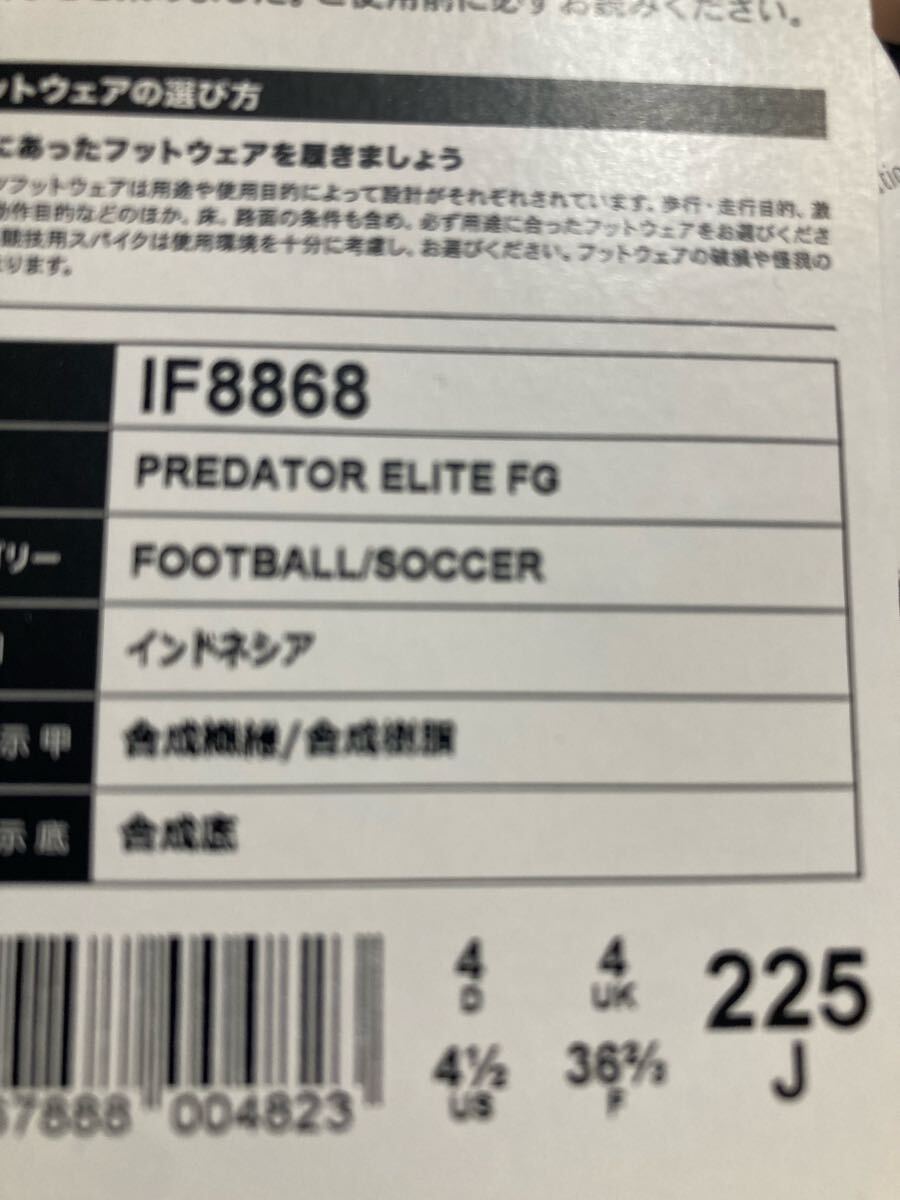 お読みください。
ットウェアの選び方
にあったフットウェアを履きましょう
フットウェアは用途や使用目的によって設計がそれぞれされています。歩行・走行目的、激
動作目的などのほか、床。路面の条件も含め、必ず用途に合ったフットウェアをお選びくださ
競技用スパイクは使用環境を十分に考慮し、お選びください。フットウェアの破損や怪我の
ります。
IF8868
PREDATOR ELITE FG
ゴリー FOOTBALL/SOCCER
インドネシア
示 甲 合成繊維/合成樹脂
示 底 合成底
4 4 225
D UK
4½ 36⅔ J
US F
67888 004823